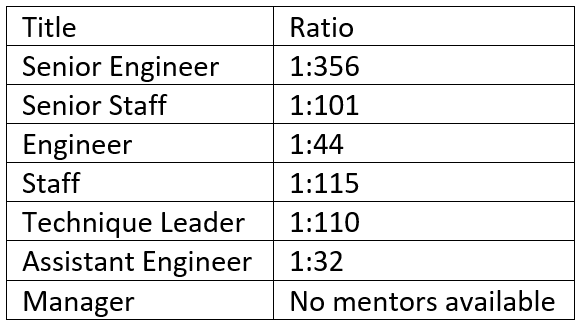 Title Ratio
Senior Engineer 1:356
Senior Staff 1:101
Engineer 1:44
Staff 1:115
Technique Leader 1:110
Assistant Engineer 1:32
Manager No mentors available